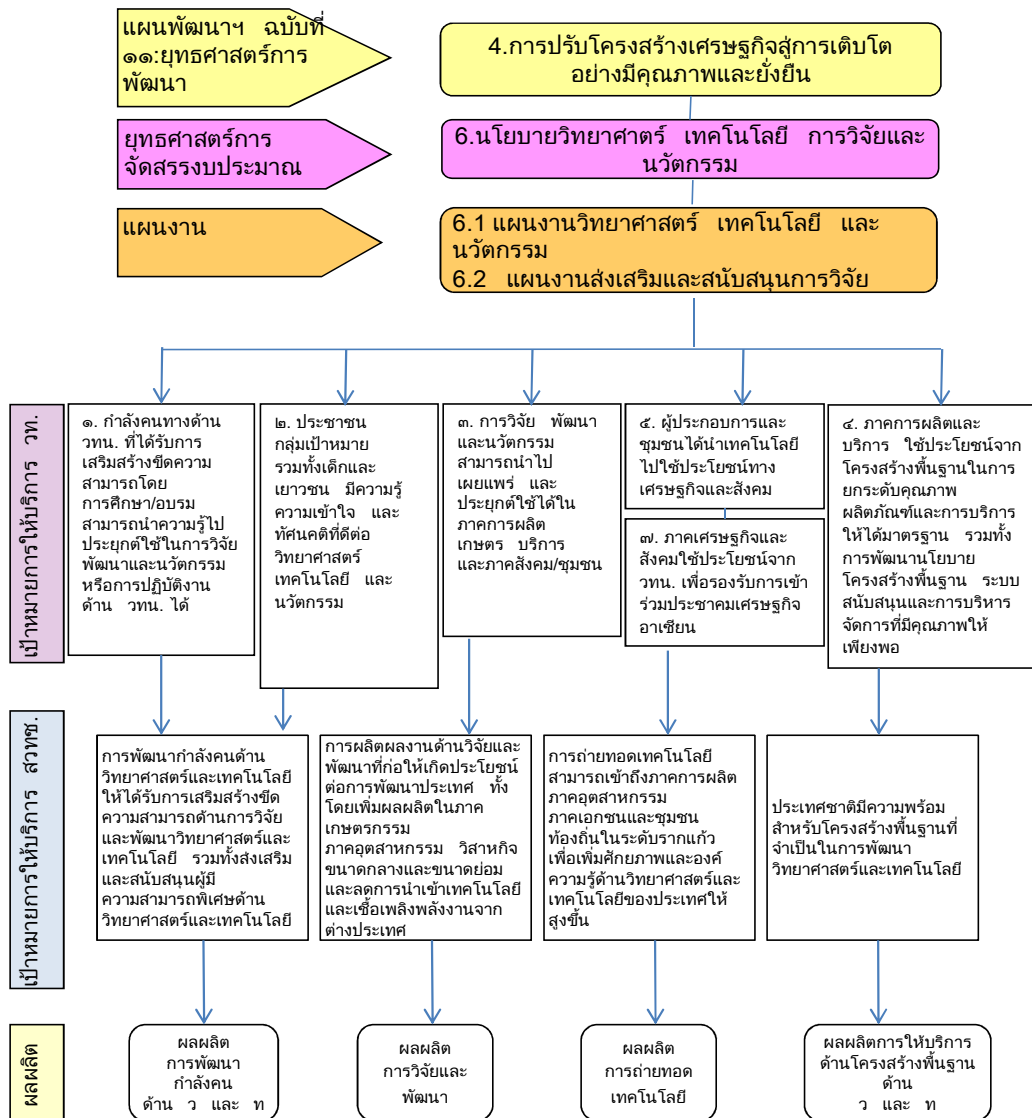 แผนพัฒนาฯ ฉบับที่
๑๑:ยุทธศาสตร์การ
พัฒนา
4.การปรับโครงสร้างเศรษฐกิจสู่การเติบโต
อย่างมีคุณภาพและยั่งยืน
ยุทธศาสตร์การ
จัดสรรงบประมาณ
6.นโยบายวิทยาศาตร์ เทคโนโลยี การวิจัยและ
นวัตกรรม
แผนงาน
6.1 แผนงานวิทยาศาสตร์ เทคโนโลยี และ
นวัตกรรม
6.2 แผนงานส่งเสริมและสนับสนุนการวิจัย
เป้าหมายการให้บริการ วท.
๑. กำลังคนทางด้าน
วทน. ที่ได้รับการ
เสริมสร้างขีดความ
สามารถโดย
การศึกษา/อบรม
สามารถนำความรู้ไป
ประยุกต์ใช้ในการวิจัย
พัฒนาและนวัตกรรม
หรือการปฏิบัติงาน
ด้าน วทน. ได้
๒. ประชาชน
กลุ่มเป้าหมาย
รวมทั้งเด็กและ
เยาวชน มีความรู้
ความเข้าใจ และ
ทัศนคติที่ดีต่อ
วิทยาศาสตร์
เทคโนโลยี และ
นวัตกรรม
๓. การวิจัย พัฒนา
และนวัตกรรม
สามารถนำไป
เผยแพร่ และ
ประยุกต์ใช้ได้ใน
ภาคการผลิต
เกษตร บริการ
และภาคสังคม/ชุมชน
๕. ผู้ประกอบการและ
ชุมชนได้นำเทคโนโลยี
ไปใช้ประโยชน์ทาง
เศรษฐกิจและสังคม
๗. ภาคเศรษฐกิจและ
สังคมใช้ประโยชน์จาก
วทน. เพื่อรองรับการเข้า
ร่วมประชาคมเศรษฐกิจ
อาเซียน
๔. ภาคการผลิตและ
บริการ ใช้ประโยชน์จาก
โครงสร้างพื้นฐานในการ
ยกระดับคุณภาพ
ผลิตภัณฑ์และการบริการ
ให้ได้มาตรฐาน รวมทั้ง
การพัฒนานโยบาย
โครงสร้างพื้นฐาน ระบบ
สนับสนุนและการบริหาร
จัดการที่มีคุณภาพให้
เพียงพอ
เป้าหมายการให้บริการ สวทช.
การพัฒนากำลังคนด้าน
วิทยาศาสตร์และเทคโนโลยี
ให้ได้รับการเสริมสร้างขีด
ความสามารถด้านการวิจัย
และพัฒนาวิทยาศาสตร์และ
เทคโนโลยี รวมทั้งส่งเสริม
และสนับสนุนผู้มี
ความสามารถพิเศษด้าน
วิทยาศาสตร์และเทคโนโลยี
การผลิตผลงานด้านวิจัยและ
พัฒนาที่ก่อให้เกิดประโยชน์
ต่อการพัฒนาประเทศ ทั้ง
โดยเพิ่มผลผลิตในภาค
เกษตรกรรม
ภาคอุตสาหกรรม วิสาหกิจ
ขนาดกลางและขนาดย่อม
และลดการนำเข้าเทคโนโลยี
และเชื้อเพลิงพลังงานจาก
ต่างประเทศ
การถ่ายทอดเทคโนโลยี
สามารถเข้าถึงภาคการผลิต
ภาคอุตสาหกรรม
ภาคเอกชนและชุมชน
ท้องถิ่นในระดับรากแก้ว
เพื่อเพิ่มศักยภาพและองค์
ความรู้ด้านวิทยาศาสตร์และ
เทคโนโลยีของประเทศให้
สูงขึ้น
ประเทศชาติมีความพร้อม
สำหรับโครงสร้างพื้นฐานที่
จำเป็นในการพัฒนา
วิทยาศาสตร์และเทคโนโลยี
ผลผลิต
ผลผลิต
การพัฒนา
กำลังคน
ด้าน ว และ ท
ผลผลิต
การวิจัยและ
พัฒนา
ผลผลิต
การถ่ายทอด
เทคโนโลยี
ผลผลิตการให้บริการ
ด้านโครงสร้างพื้นฐาน
ด้าน
ว และ ท